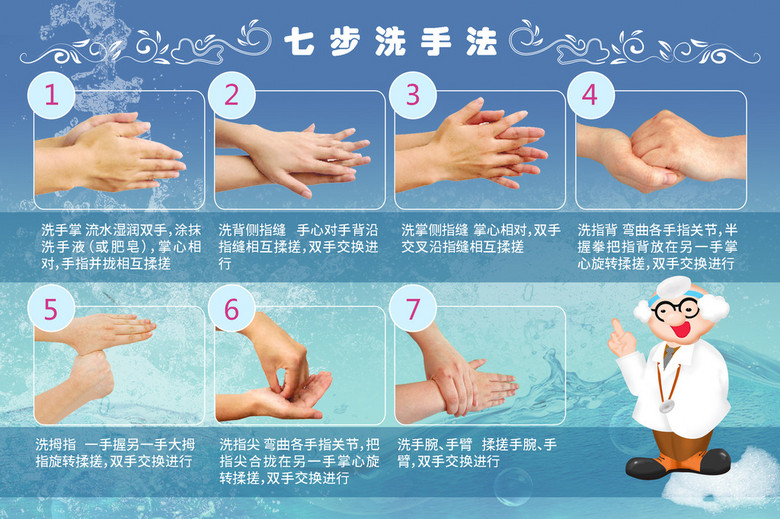 七步洗手法
1
2
3
4
洗手掌 流水湿润双手,涂抹
洗手液(或肥皂),掌心相
对,手指并拢相互揉搓
洗背侧指缝 手心对手背沿
指缝相互揉搓,双手交换进
行
洗掌侧指缝 掌心相对,双手
交叉沿指缝相互揉搓
洗指背 弯曲各手指关节,半
握拳把指背放在另一手掌
心旋转揉搓,双手交换进行
5
6
7
洗拇指 一手握另一手大拇
指旋转揉搓,双手交换进行
洗指尖 弯曲各手指关节,把
指尖合拢在另一手掌心旋
转揉搓,双手交换进行
洗手腕、手臂 揉搓手腕、手
臂,双手交换进行